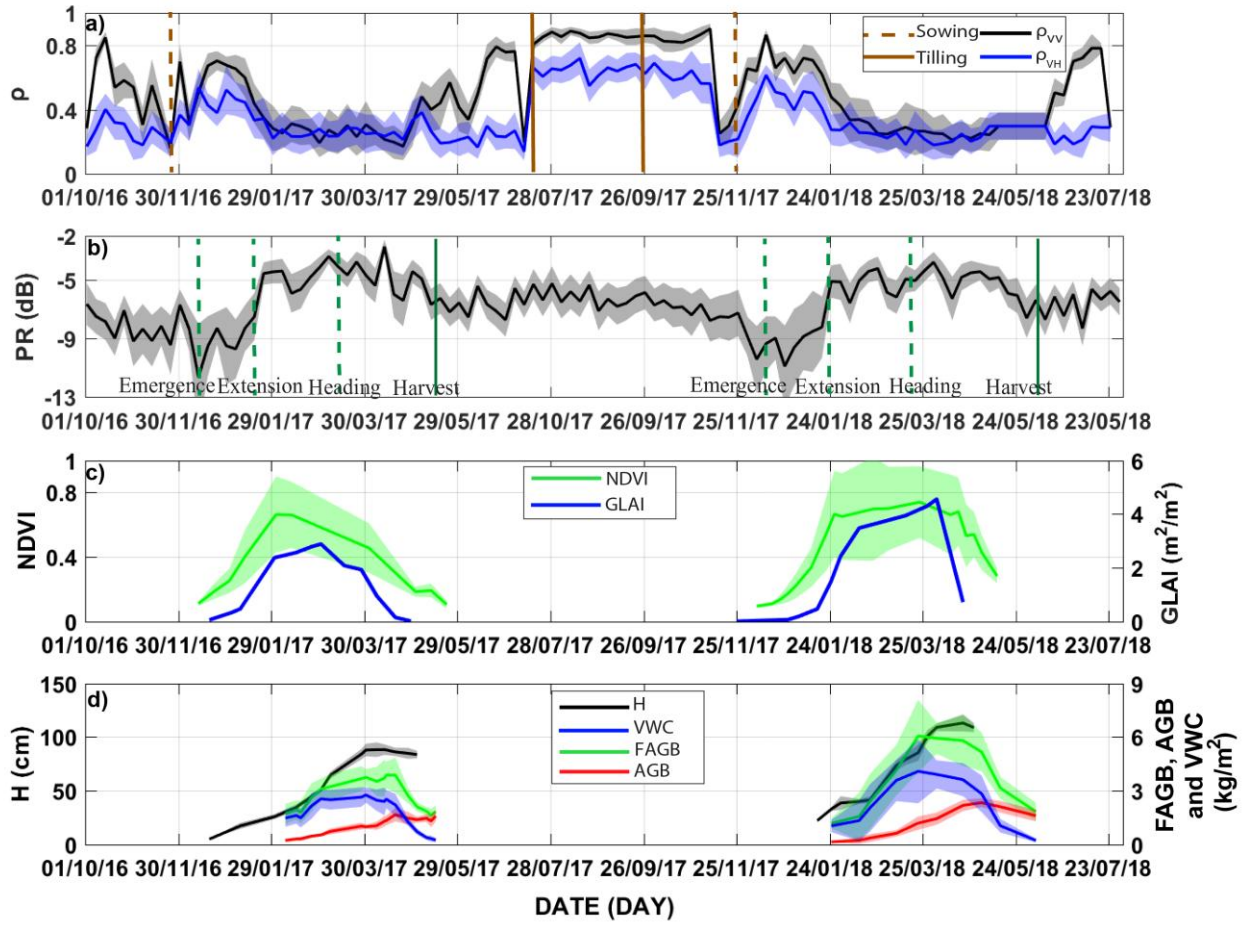 a)
1
0.8
0.4
0
ρ
Sowing
ρVV
Tilling
ρVH
01/10/16 30/11/16 29/01/17 30/03/17 29/05/17 28/07/17 26/09/17 25/11/17 24/01/18 25/03/18 24/05/18 23/07/18
b)
-2
-5
-9
-13
PR (dB)
Emergence Extension Heading Harvest Emergence Extension Heading Harvest
01/10/16 30/11/16 29/01/17 30/03/17 29/05/17 28/10/17 26/09/17 25/11/17 24/01/18 24/03/18 24/05/18 23/05/18
c)
1
0.8
0.4
0
NDVI
NDVI
GLAI
6
4
2
0
GLAI (m²/m²)
01/10/16 30/11/16 29/01/17 30/03/17 29/05/17 28/07/17 26/09/17 25/11/17 24/01/18 25/03/18 24/05/18 23/07/18
d)
150
100
50
0
H (cm)
H
VWC
FAGB
AGB
9
6
3
0
FAGB, AGB
and VWC
(kg/m²)
01/10/16 30/11/16 29/01/17 30/03/17 29/05/17 28/07/17 26/09/17 25/11/17 24/01/18 25/03/18 24/05/18 23/07/18
DATE (DAY)